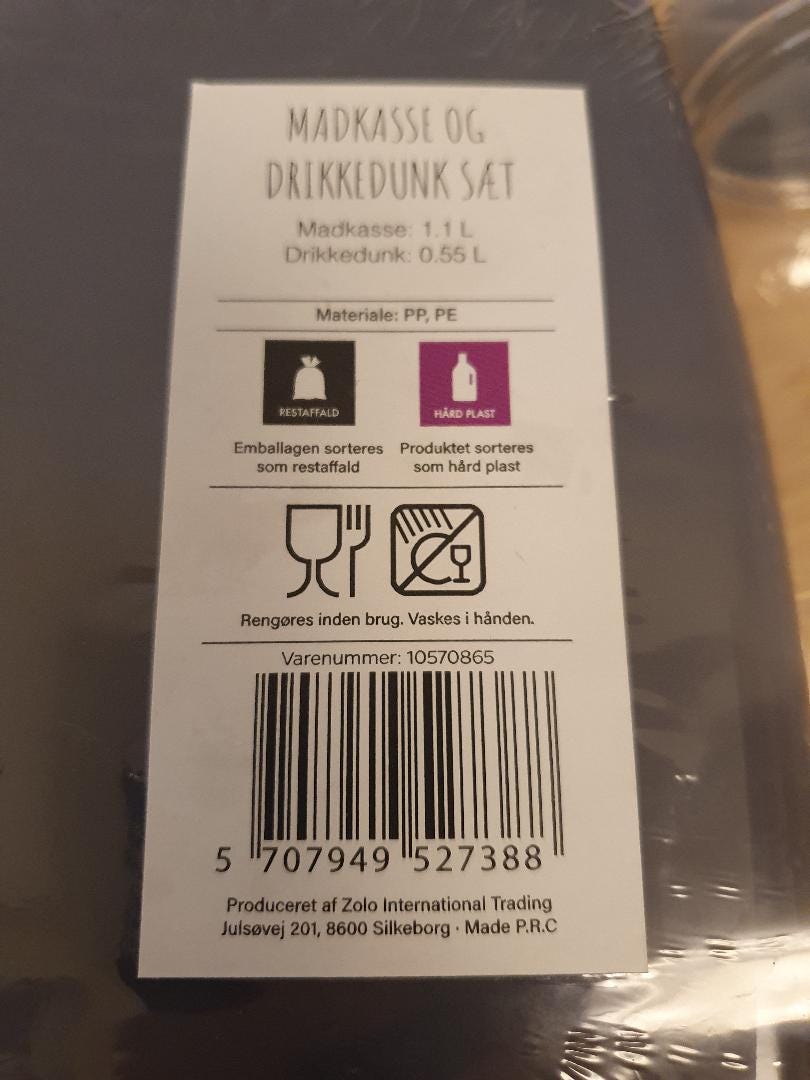 MADKASSE OG
DRIKKEDUNK SÆT
Madkasse: 1.1 L
Drikkedunk: 0.55 L
Materiale: PP, PE
RESTAFFALD
HÅRD PLAST
Emballagen sorteres
som restaffald
Produktet sorteres
som hård plast
Rengøres inden brug. Vaskes i hånden.
Varenummer: 10570865
5 707949 527388
Produceret af Zolo International Trading
Julsøvej 201, 8600 Silkeborg · Made P.R.C